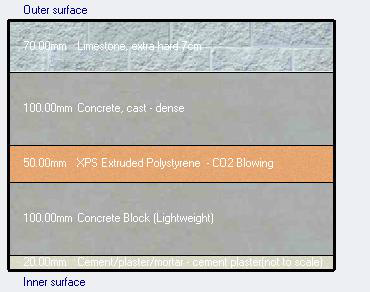 Outer surface
70.00mm Limestone, extra hard 7cm
100.00mm Concrete, cast - dense
50.00mm XPS Extruded Polystyrene - CO2 Blowing
100.00mm Concrete Block (Lightweight)
20.00mm Cement/plaster/mortar - cement plaster(not to scale)
Inner surface